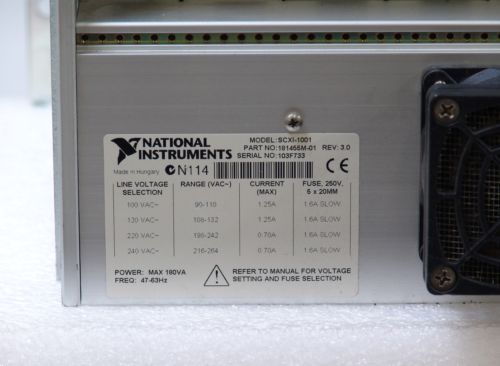 NATIONAL
INSTRUMENTS
MODEL:SCXI-1001
PART NO:181465M-01 REV: 3.0
SERIAL NO:103F733
Made in Hungary N114 CE
LINE VOLTAGE SELECTION RANGE (VAC~) CURRENT (MAX) FUSE, 250V, 5 x 20MM
100 VAC~ 90-110 1.25A 1.6A SLOW
120 VAC~ 108-132 1.25A 1.6A SLOW
220 VAC~ 198-242 0.70A 1.6A SLOW
240 VAC~ 216-264 0.70A 1.6A SLOW
POWER: MAX 180VA
FREQ: 47-63Hz
REFER TO MANUAL FOR VOLTAGE
SETTING AND FUSE SELECTION